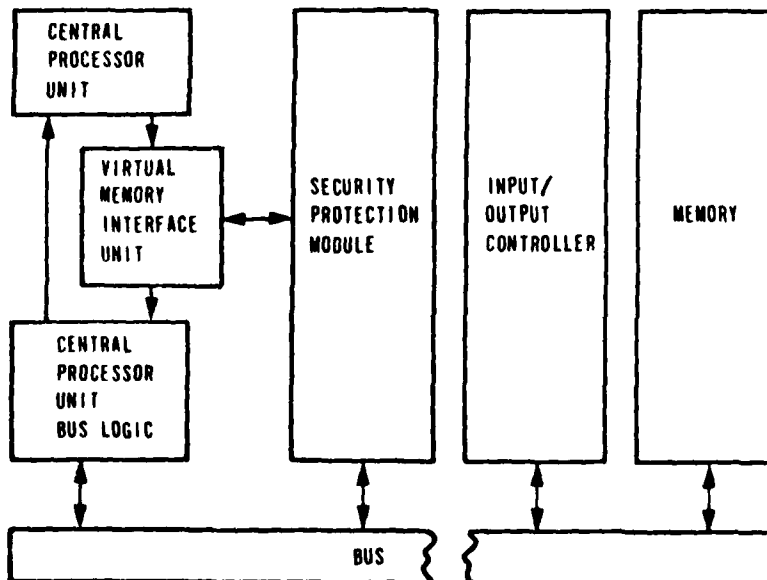 CENTRAL
PROCESSOR
UNIT
VIRTUAL
MEMORY
INTERFACE
UNIT
CENTRAL
PROCESSOR
UNIT
BUS LOGIC
SECURITY
PROTECTION
MODULE
INPUT/
OUTPUT
CONTROLLER
MEMORY
BUS